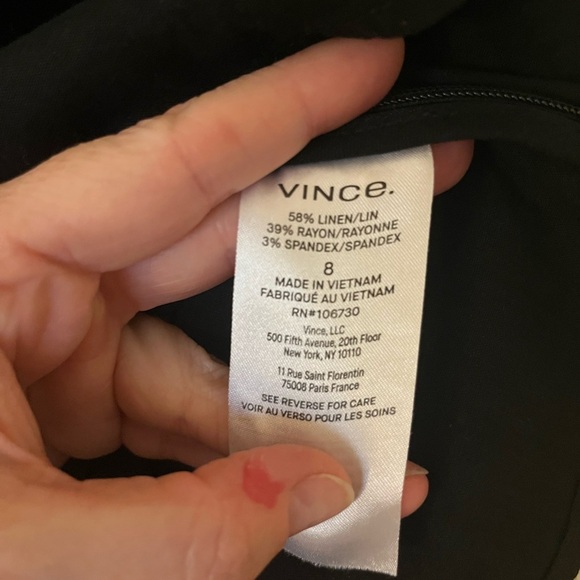 VINCE.
58% LINEN/LIN
39% RAYON/RAYONNE
3% SPANDEX/SPANDEX
8
MADE IN VIETNAM
FABRIQUÉ AU VIETNAM
RN#106730
Vince, LLC
500 Fifth Avenue, 20th Floor
New York, NY 10110
11 Rue Saint Florentin
75008 Paris France
SEE REVERSE FOR CARE
VOIR AU VERSO POUR LES SOINS